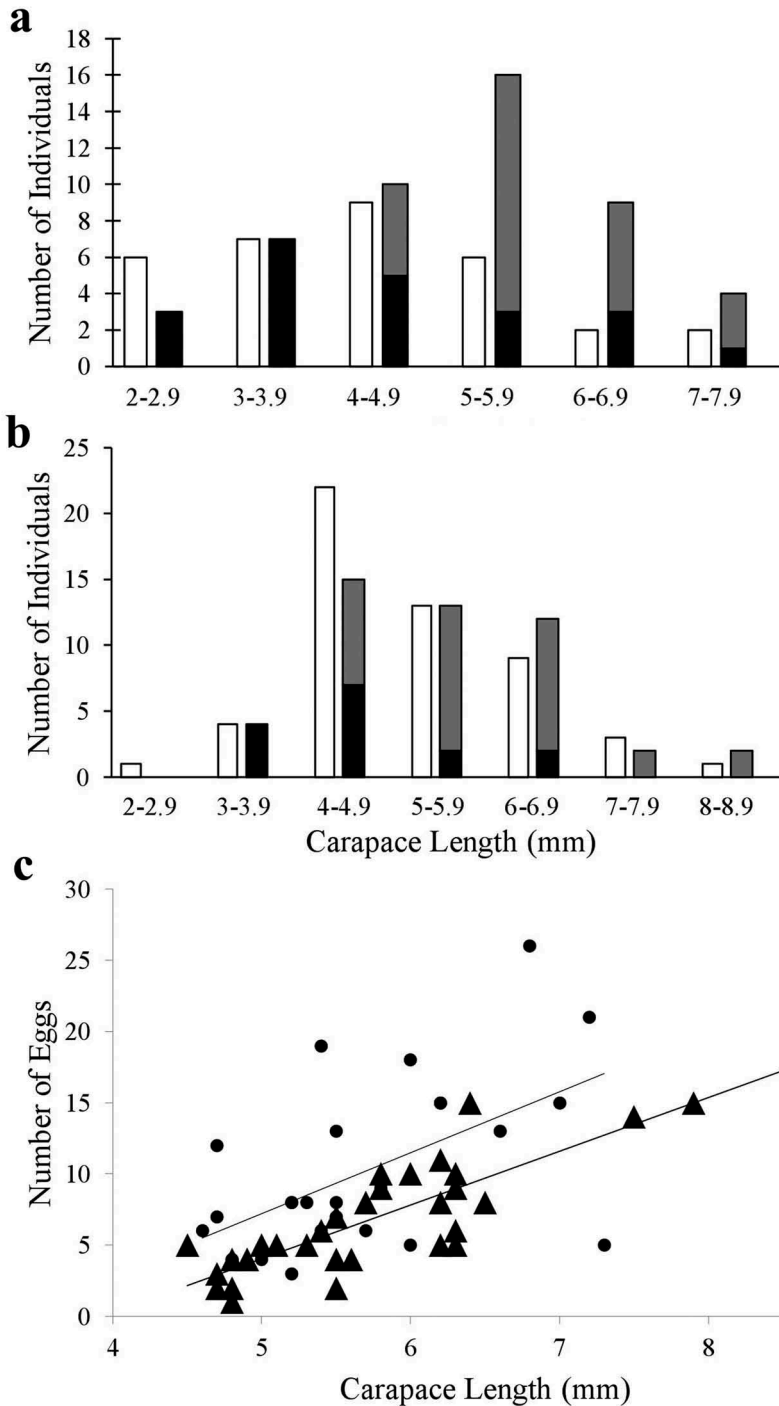 a
Number of Individuals
18
16
14
12
10
8
6
4
2
0
2-2.9 3-3.9 4-4.9 5-5.9 6-6.9 7-7.9
b
Number of Individuals
25
20
15
10
5
0
2-2.9 3-3.9 4-4.9 5-5.9 6-6.9 7-7.9 8-8.9
Carapace Length (mm)
c
Number of Eggs
30
25
20
15
10
5
0
4 5 6 7 8
Carapace Length (mm)